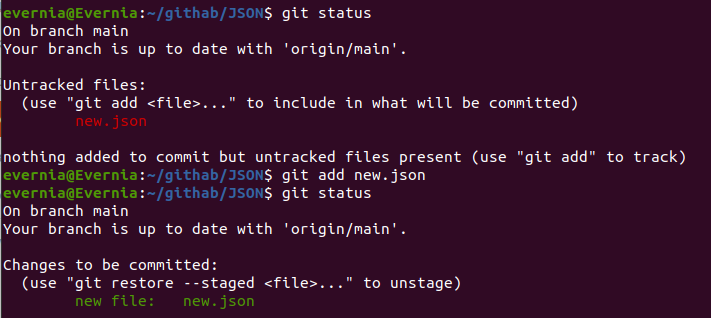 evernia@Evernia:~/githab/JSON$ git status
On branch main
Your branch is up to date with 'origin/main'.

Untracked files:
  (use "git add <file>..." to include in what will be committed)
        new.json

nothing added to commit but untracked files present (use "git add" to track)
evernia@Evernia:~/githab/JSON$ git add new.json
evernia@Evernia:~/githab/JSON$ git status
On branch main
Your branch is up to date with 'origin/main'.

Changes to be committed:
  (use "git restore --staged <file>..." to unstage)
        new file:   new.json